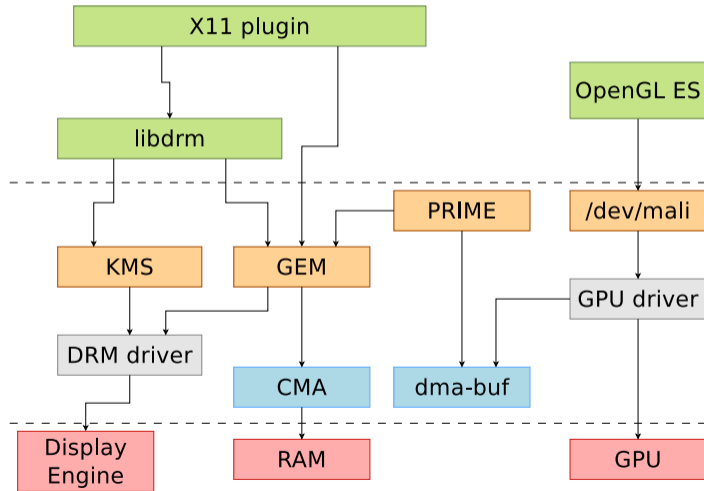 X11 plugin
OpenGL ES
libdrm
PRIME
/dev/mali
KMS
GEM
GPU driver
DRM driver
CMA
dma-buf
Display
Engine
RAM
GPU